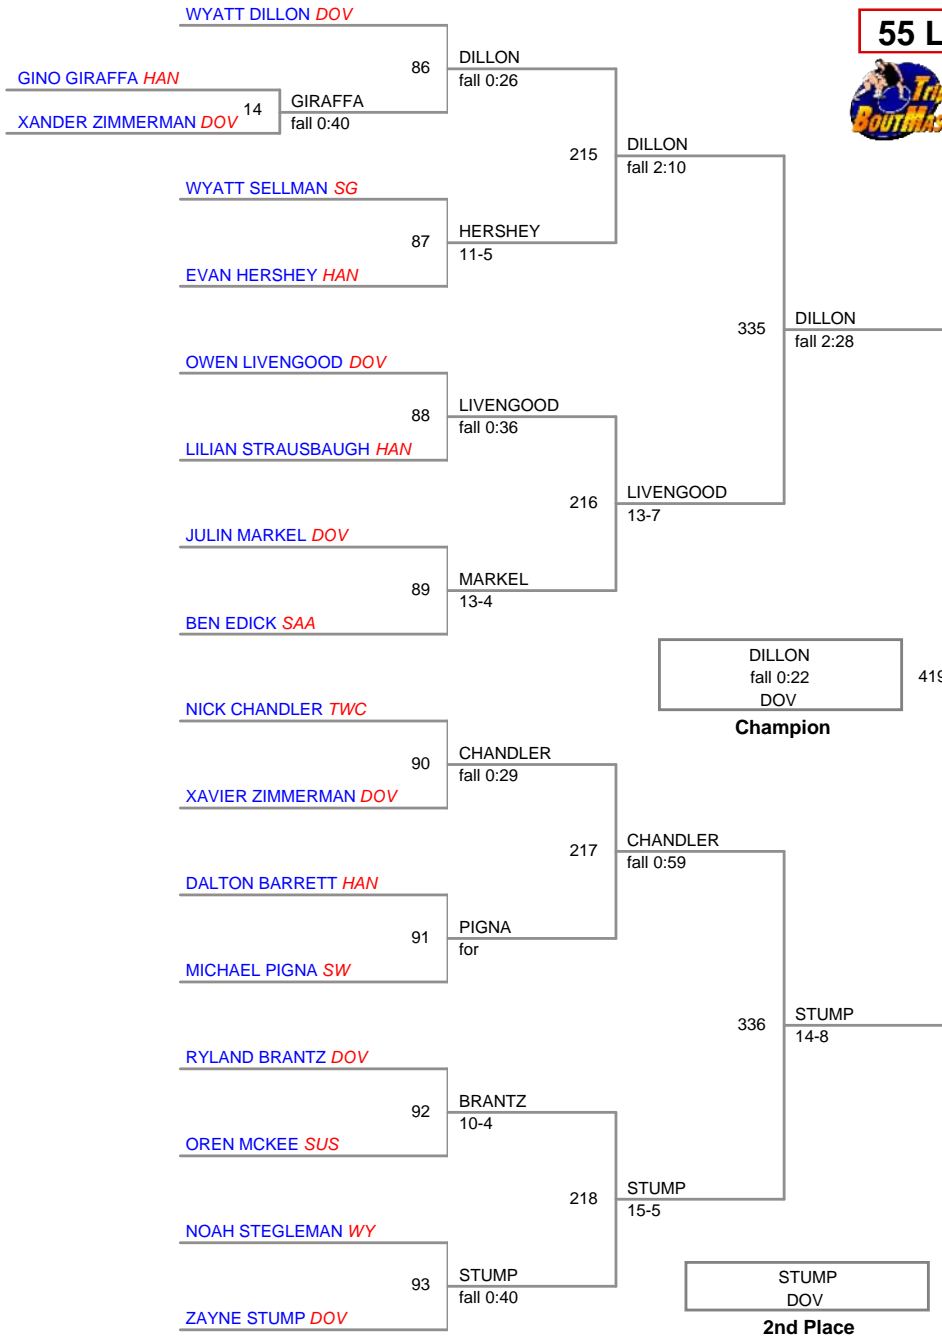 WYATT DILLON DOV
55 L
86
DILLON
fall 0:26
GINO GIRAFFA HAN
14
GIRAFFA
fall 0:40
XANDER ZIMMERMAN DOV
215
DILLON
fall 2:10
WYATT SELLMAN SG
87
HERSHEY
11-5
EVAN HERSHEY HAN
335
DILLON
fall 2:28
OWEN LIVENGOOD DOV
88
LIVENGOOD
fall 0:36
LILIAN STRAUSBAUGH HAN
216
LIVENGOOD
13-7
JULIN MARKEL DOV
89
MARKEL
13-4
BEN EDICK SAA
DILLON
fall 0:22
DOV
419
Champion
NICK CHANDLER TWC
90
CHANDLER
fall 0:29
XAVIER ZIMMERMAN DOV
217
CHANDLER
fall 0:59
DALTON BARRETT HAN
91
PIGNA
for
MICHAEL PIGNA SW
336
STUMP
14-8
RYLAND BRANTZ DOV
92
BRANTZ
10-4
OREN MCKEE SUS
218
STUMP
15-5
NOAH STEGLEMAN WY
93
STUMP
fall 0:40
ZAYNE STUMP DOV
STUMP
DOV
2nd Place